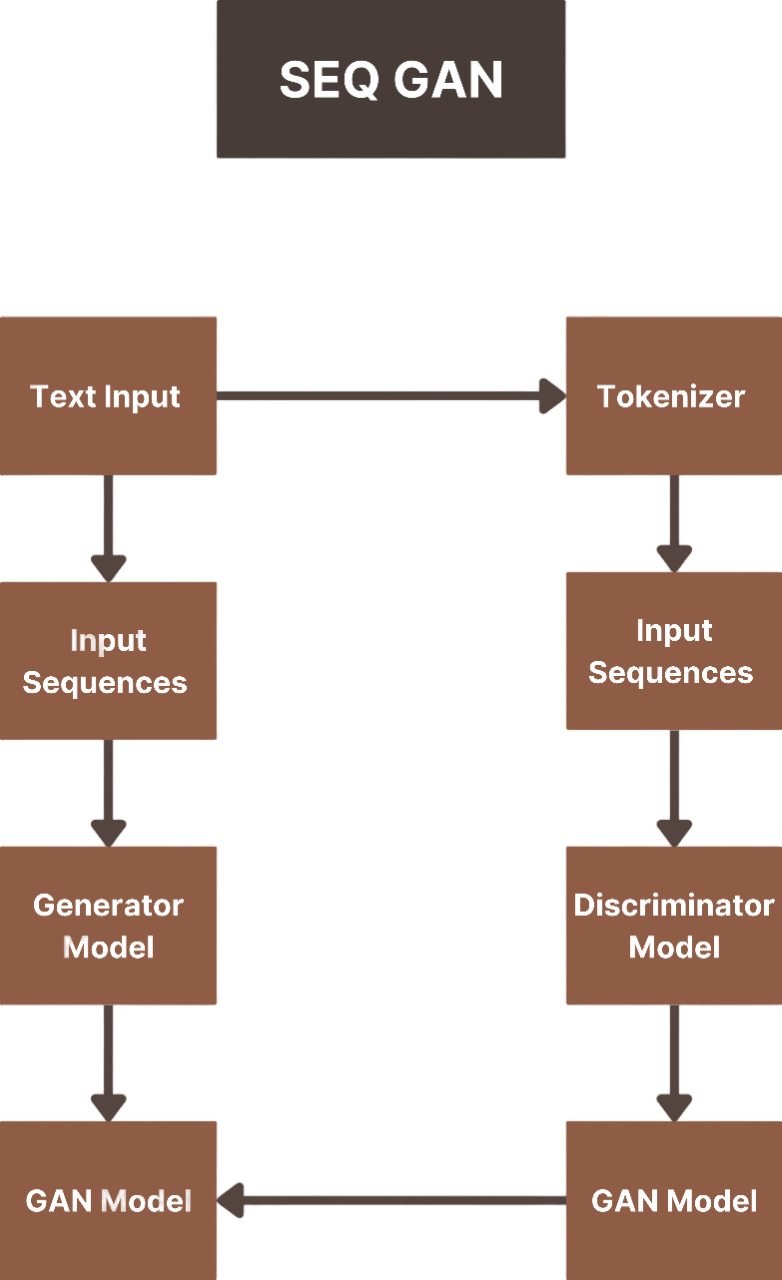 SEQ GAN
Text Input
Tokenizer
Input
Sequences
Input
Sequences
Generator
Model
Discriminator
Model
GAN Model
GAN Model